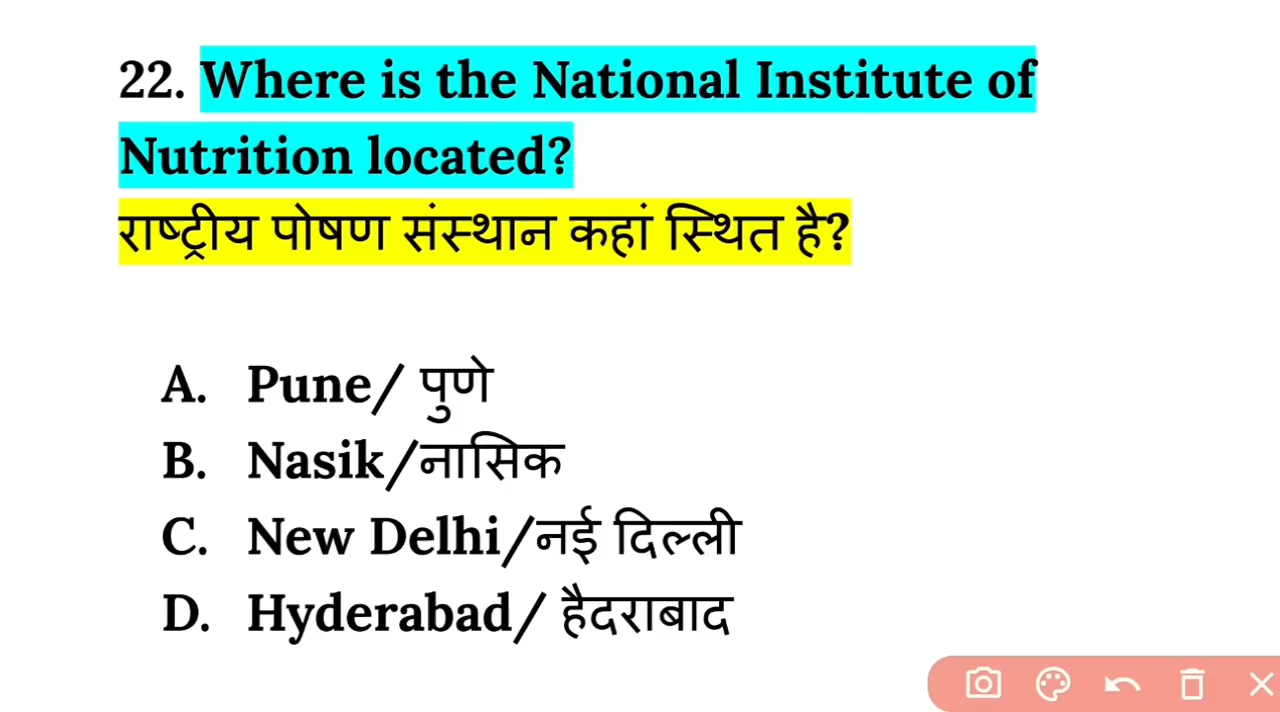 22. Where is the National Institute of
Nutrition located?
राष्ट्रीय पोषण संस्थान कहां स्थित है?
A. Pune/ पुणे
B. Nasik/नासिक
C. New Delhi/नई दिल्ली
D. Hyderabad/ हैदराबाद